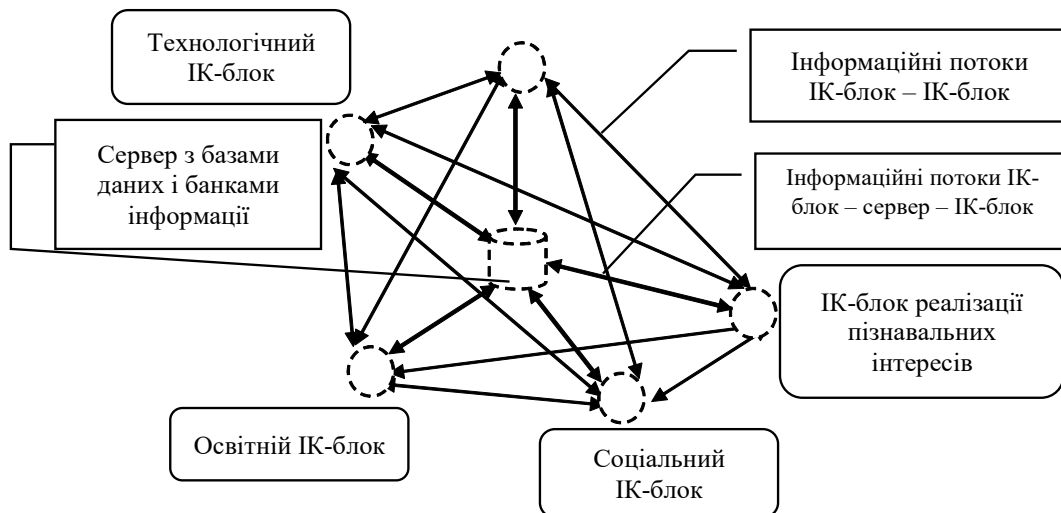 Технологічний
ІК-блок
Інформаційні потоки
ІК-блок – ІК-блок
Сервер з базами
даних і банками
інформації
Інформаційні потоки ІК-
блок – сервер – ІК-блок
ІК-блок реалізації
пізнавальних
інтересів
Освітній ІК-блок
Соціальний
ІК-блок